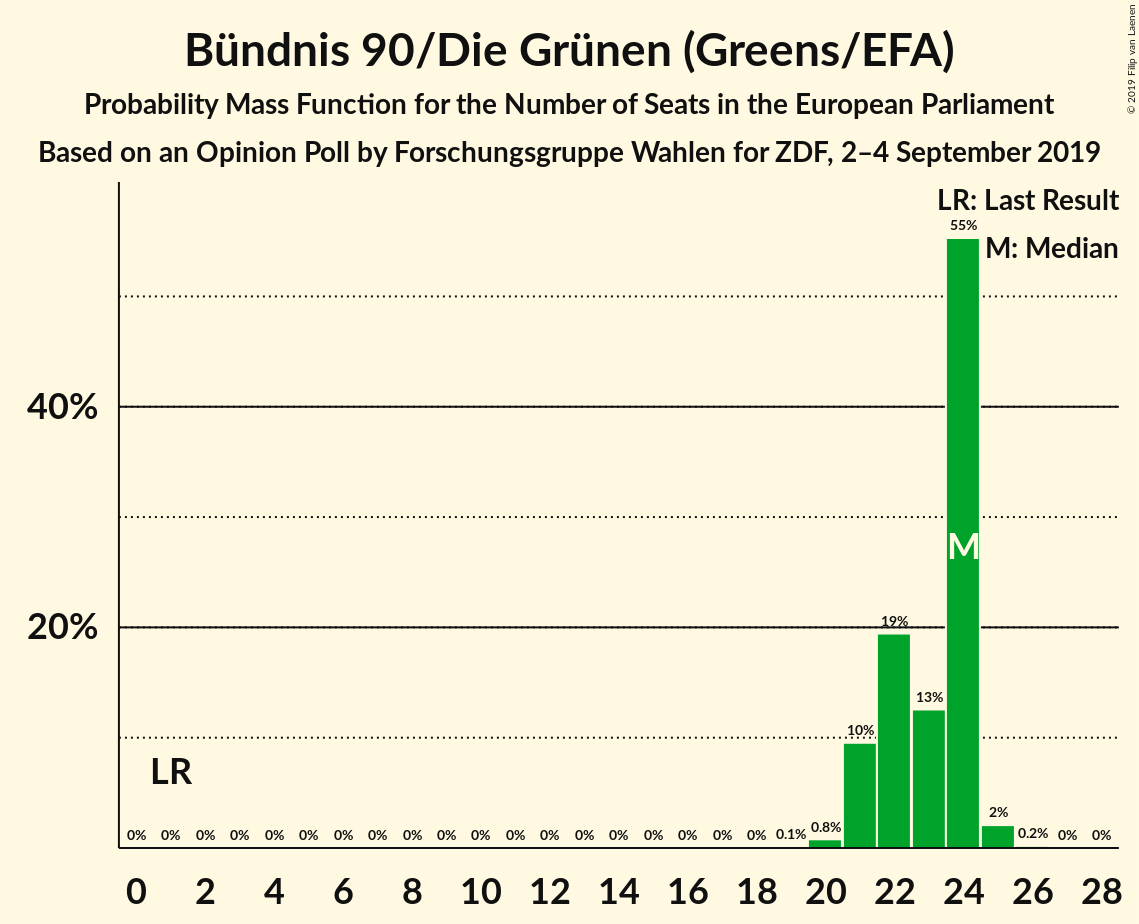 Bündnis 90/Die Grünen (Greens/EFA)
Probability Mass Function for the Number of Seats in the European Parliament
Based on an Opinion Poll by Forschungsgruppe Wahlen for ZDF, 2–4 September 2019
© 2019 Filip van Laenen
LR: Last Result
M: Median
55%
40%
M
20%
19%
13%
10%
LR
0% 0% 0% 0% 0% 0% 0% 0% 0% 0% 0% 0% 0% 0% 0% 0% 0% 0% 0% 0.1% 0.8% 2% 0.2% 0% 0%
0 2 4 6 8 10 12 14 16 18 20 22 24 26 28